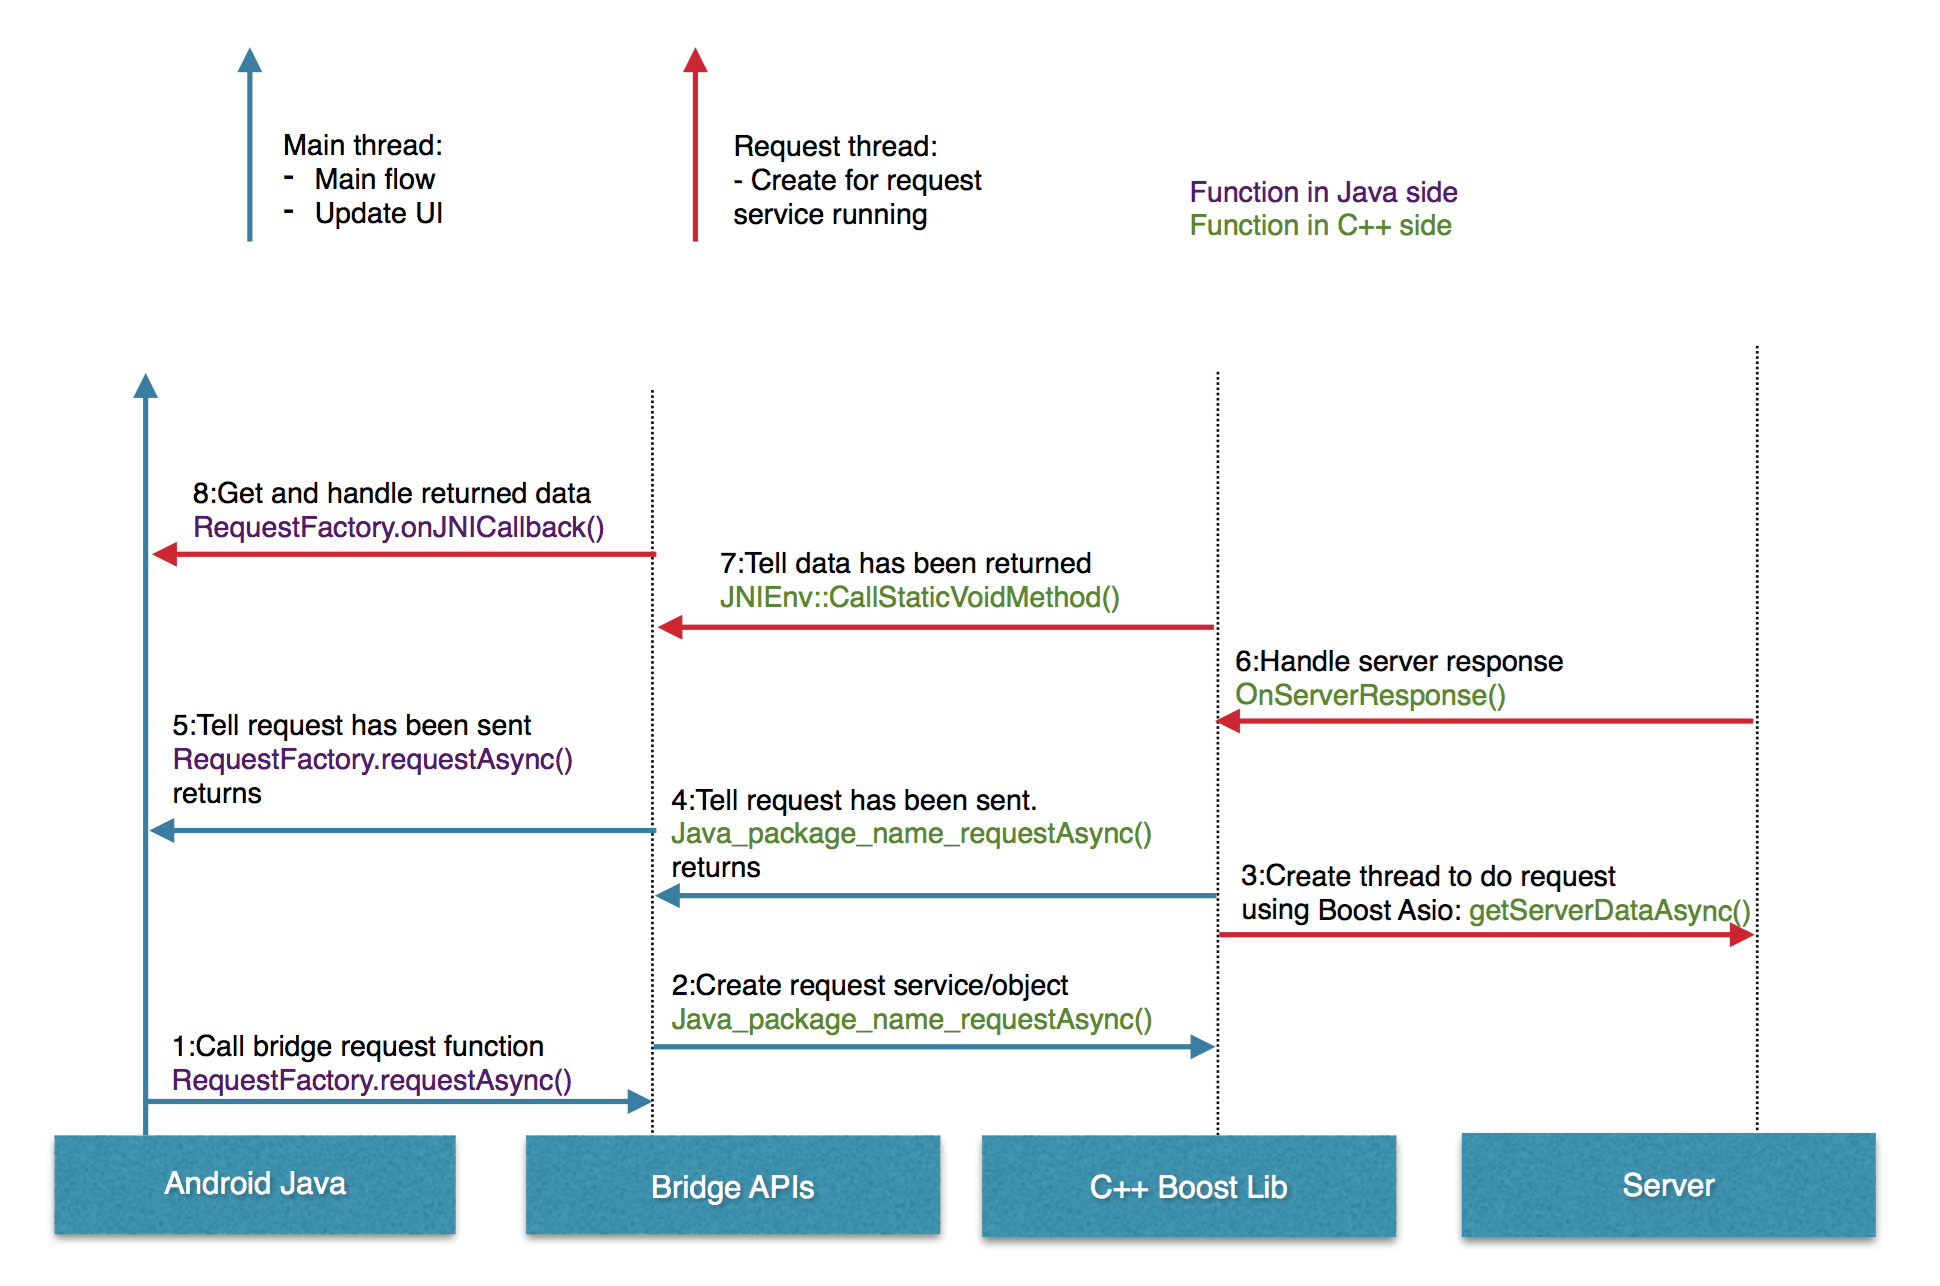 Main thread:
- Main flow
- Update UI
Request thread:
- Create for request
service running
Function in Java side
Function in C++ side
8:Get and handle returned data
RequestFactory.onJNICallback()
7:Tell data has been returned
JNIEnv::CallStaticVoidMethod()
6:Handle server response
OnServerResponse()
5:Tell request has been sent
RequestFactory.requestAsync()
returns
4:Tell request has been sent.
Java_package_name_requestAsync()
returns
3:Create thread to do request
using Boost Asio: getServerDataAsync()
2:Create request service/object
Java_package_name_requestAsync()
1:Call bridge request function
RequestFactory.requestAsync()
Android Java
Bridge APIs
C++ Boost Lib
Server